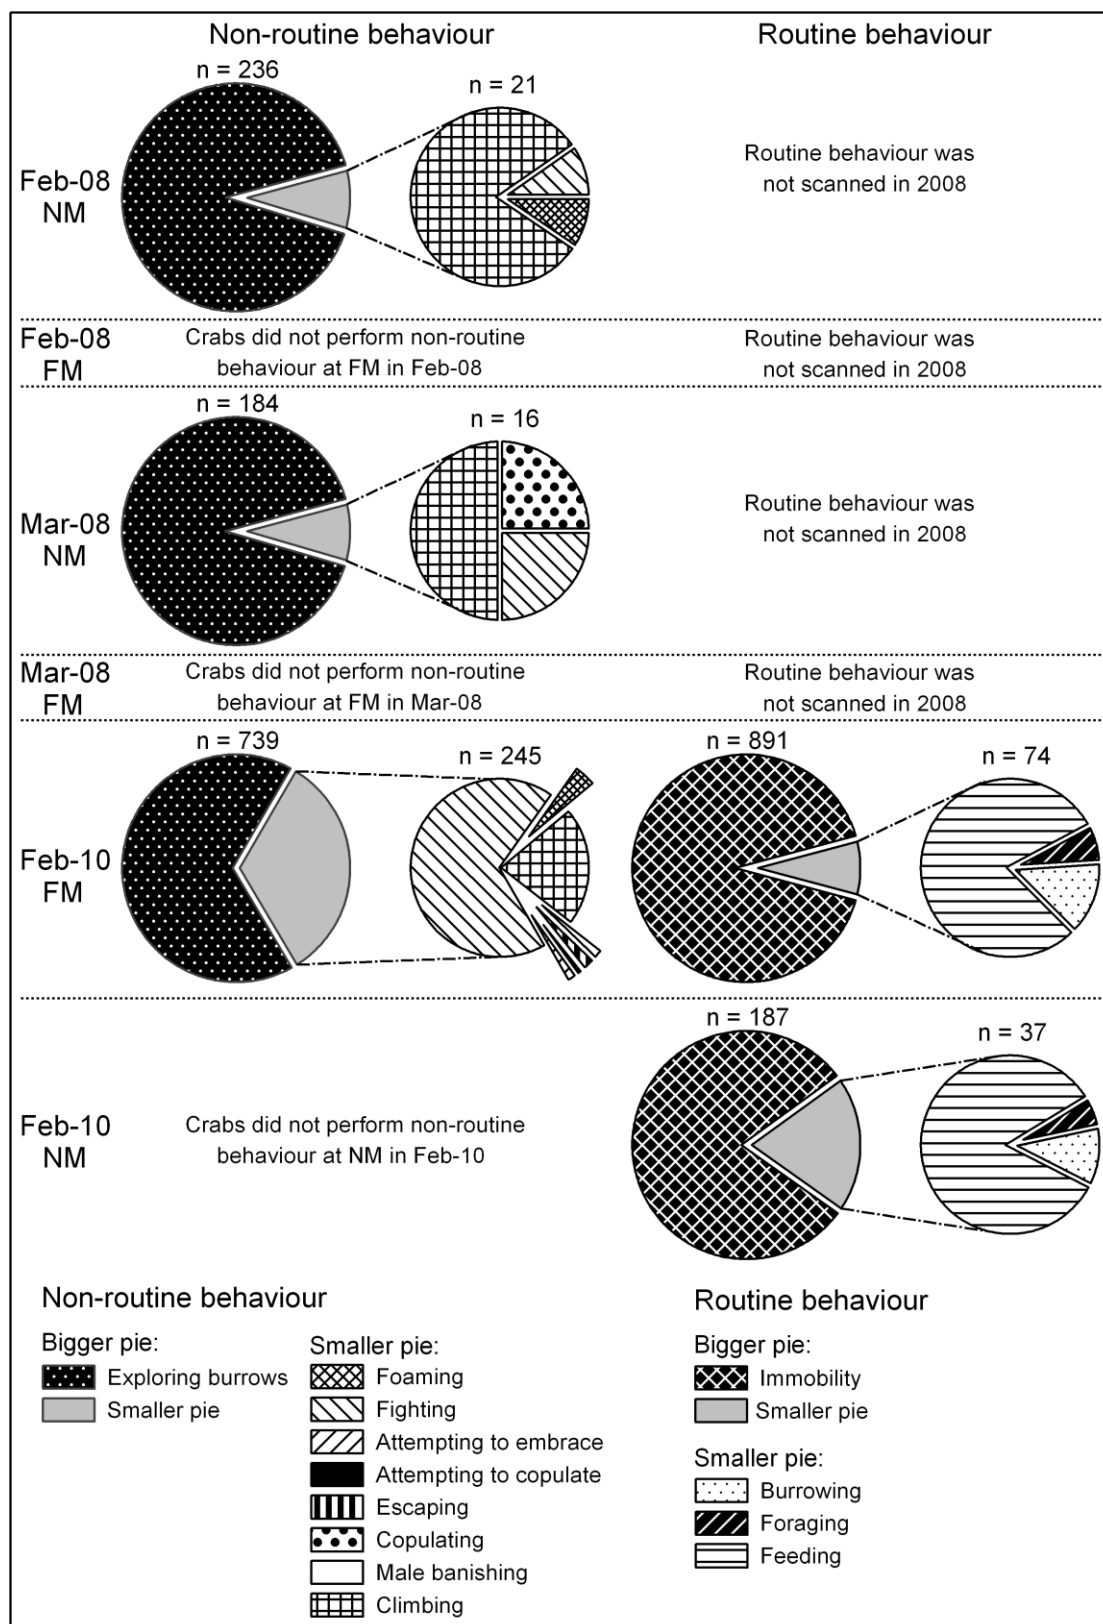 Non-routine behaviour
Routine behaviour
n = 236
n = 21
Feb-08
NM
Routine behaviour was
not scanned in 2008
Feb-08
FM
Crabs did not perform non-routine
behaviour at FM in Feb-08
Routine behaviour was
not scanned in 2008
n = 184
n = 16
Mar-08
NM
Routine behaviour was
not scanned in 2008
Mar-08
FM
Crabs did not perform non-routine
behaviour at FM in Mar-08
Routine behaviour was
not scanned in 2008
n = 739
n = 245
n = 891
n = 74
Feb-10
FM
n = 187
n = 37
Feb-10
NM
Crabs did not perform non-routine
behaviour at NM in Feb-10
Non-routine behaviour
Bigger pie:
Exploring burrows
Smaller pie
Smaller pie:
Foaming
Fighting
Attempting to embrace
Attempting to copulate
Escaping
Copulating
Male banishing
Climbing
Routine behaviour
Bigger pie:
Immobility
Smaller pie
Smaller pie:
Burrowing
Foraging
Feeding